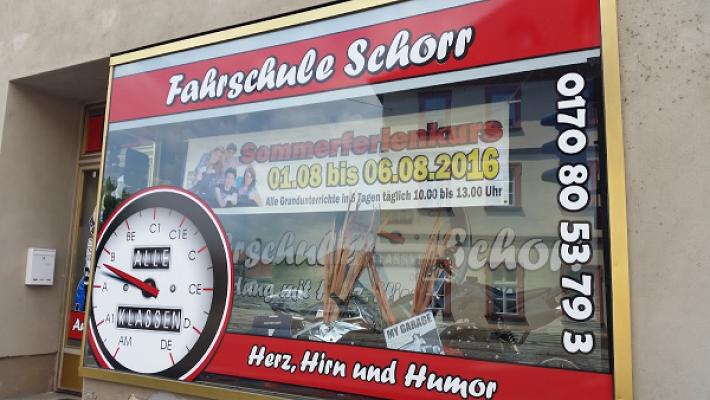 Fahrschule Schorr
Sommerferienkurs
01.08 bis 06.08.2016
Alle Grundunterrichte in 6 Tagen täglich 10.00 bis 13.00 Uhr
0170 80 53 79 3
BE C1 C1E C
B CE
A D
A1 DE
AM
ALLE
KLASSEN
MY GARAGE
Herz, Hirn und Humor